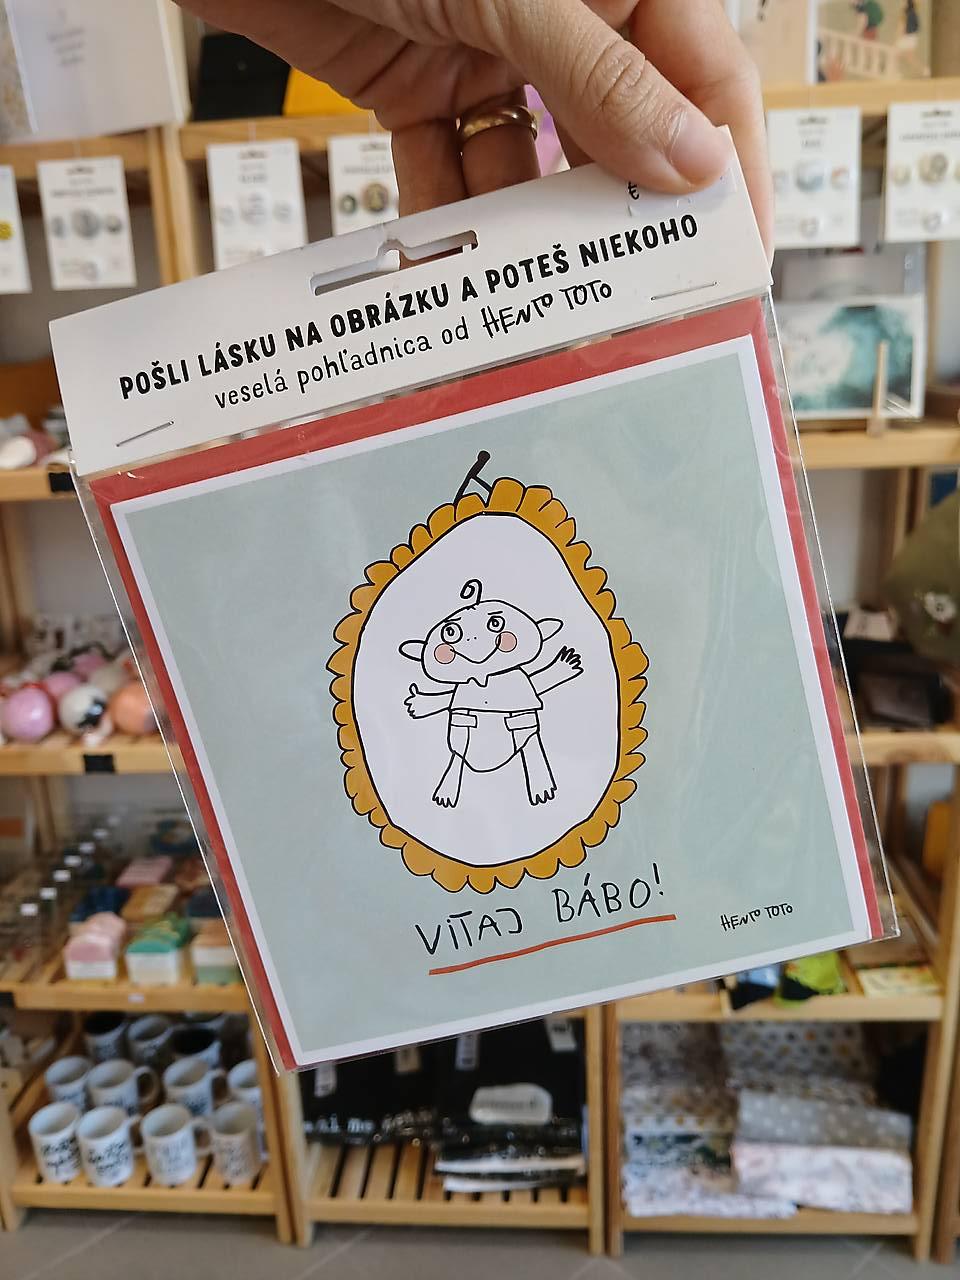 €
POŠLI LÁSKU NA OBRÁZKU A POTEŠ NIEKOHO
veselá pohľadnica od HENTO TOTO
VITAJ BÁBO!
HENTO TOTO